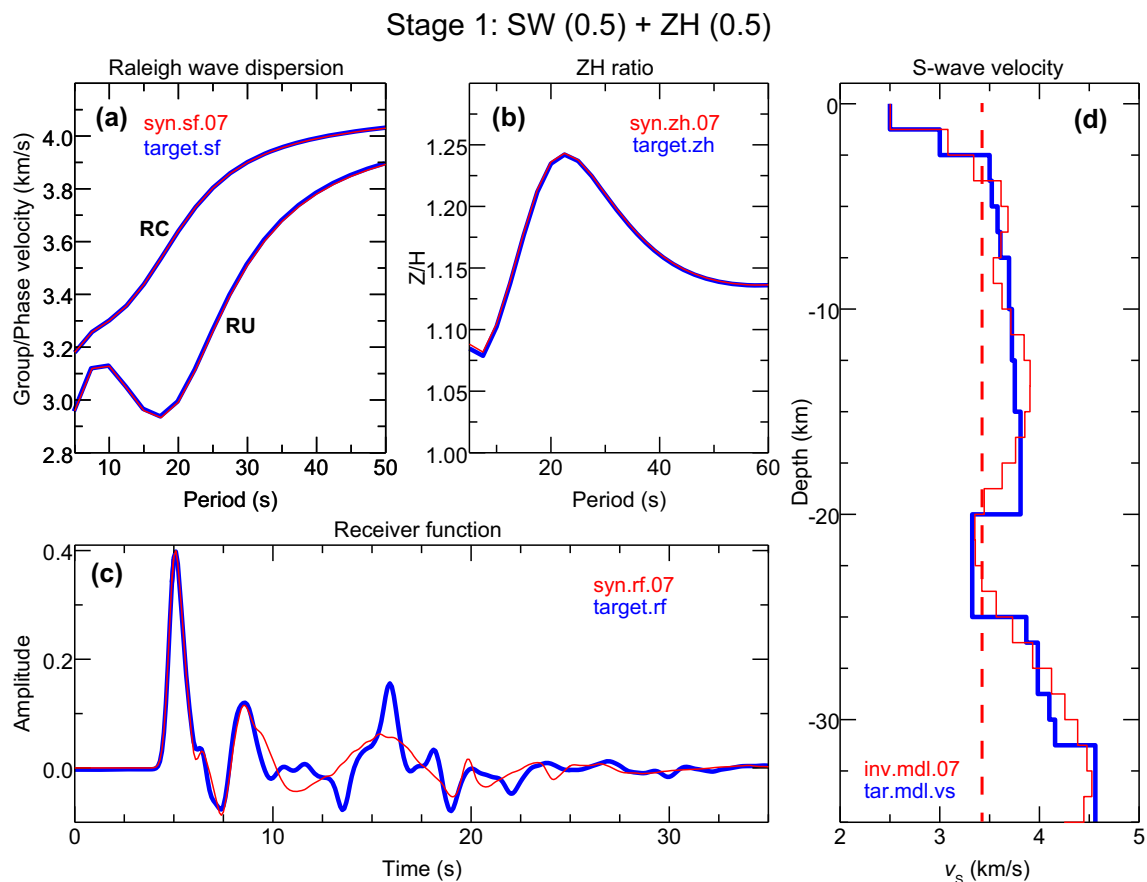 Stage 1: SW (0.5) + ZH (0.5)
Raleigh wave dispersion
(a)
syn.sf.07
target.sf
RC
RU
Group/Phase velocity (km/s)
4.0
3.8
3.6
3.4
3.2
3.0
2.8
10 20 30 40 50
Period (s)
ZH ratio
(b)
syn.zh.07
target.zh
Z/H
1.25
1.20
1.15
1.10
1.05
1.00
20 40 60
Period (s)
Receiver function
(c)
syn.rf.07
target.rf
Amplitude
0.4
0.2
0.0
0 10 20 30
Time (s)
S-wave velocity
(d)
Depth (km)
0
-10
-20
-30
inv.mdl.07
tar.mdl.vs
2 3 4 5
vs (km/s)